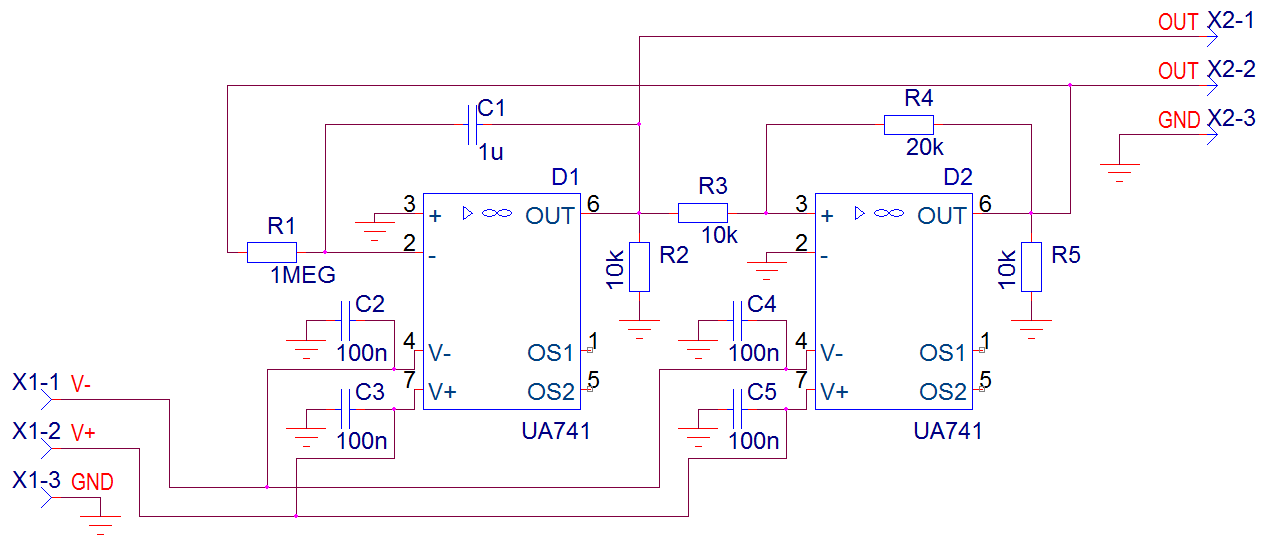 OUT X2-1
OUT X2-2
R4
C1
GND X2-3
1u
20k
D1
R3
D2
3 + ▷ ∞ OUT 6
3 + ▷ ∞ OUT 6
R1
10k
2 -
10k R2
2 -
10k R5
1MEG
C2
C4
100n
4 V-
OS1 1
100n
4 V-
OS1 1
X1-1 V-
7 V+
OS2 5
7 V+
OS2 5
C3
C5
X1-2 V+
100n
UA741
100n
UA741
X1-3 GND